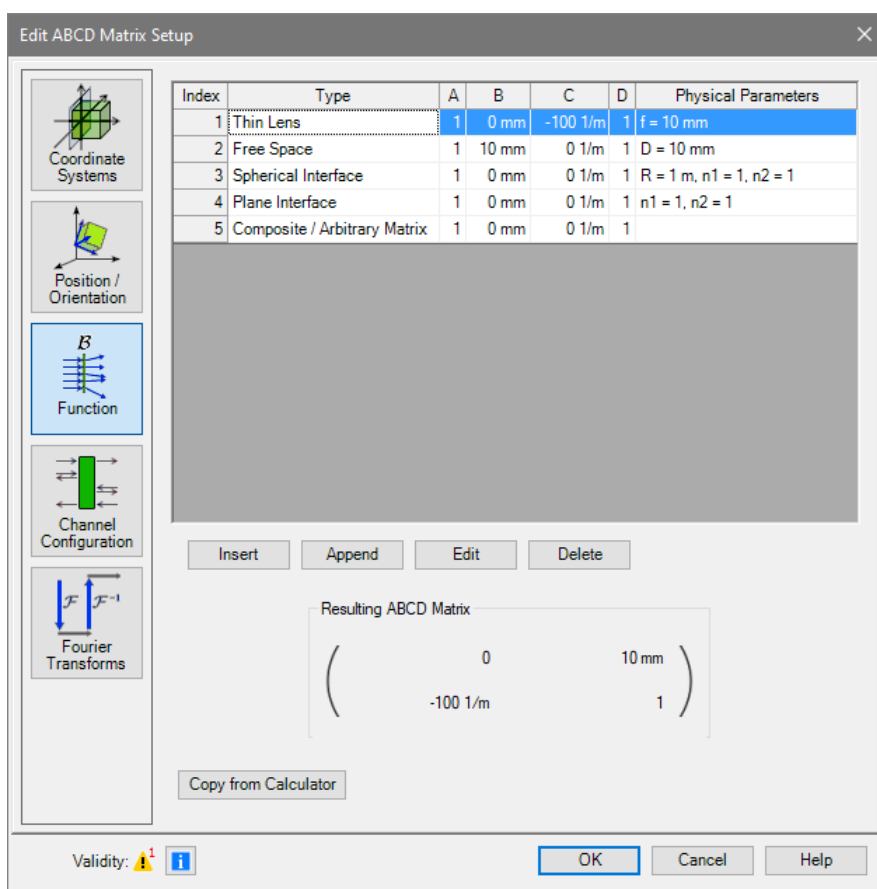 Edit ABCD Matrix Setup
Coordinate
Systems
Position /
Orientation
B
Function
Channel
Configuration
F F-1
Fourier
Transforms
Index Type A B C D Physical Parameters
1 Thin Lens 1 0 mm -100 1/m 1 f = 10 mm
2 Free Space 1 10 mm 0 1/m 1 D = 10 mm
3 Spherical Interface 1 0 mm 0 1/m 1 R = 1 m, n1 = 1, n2 = 1
4 Plane Interface 1 0 mm 0 1/m 1 n1 = 1, n2 = 1
5 Composite / Arbitrary Matrix 1 0 mm 0 1/m 1
Insert Append Edit Delete
Resulting ABCD Matrix
0 10 mm
-100 1/m 1
Copy from Calculator
Validity: 1 i OK Cancel Help